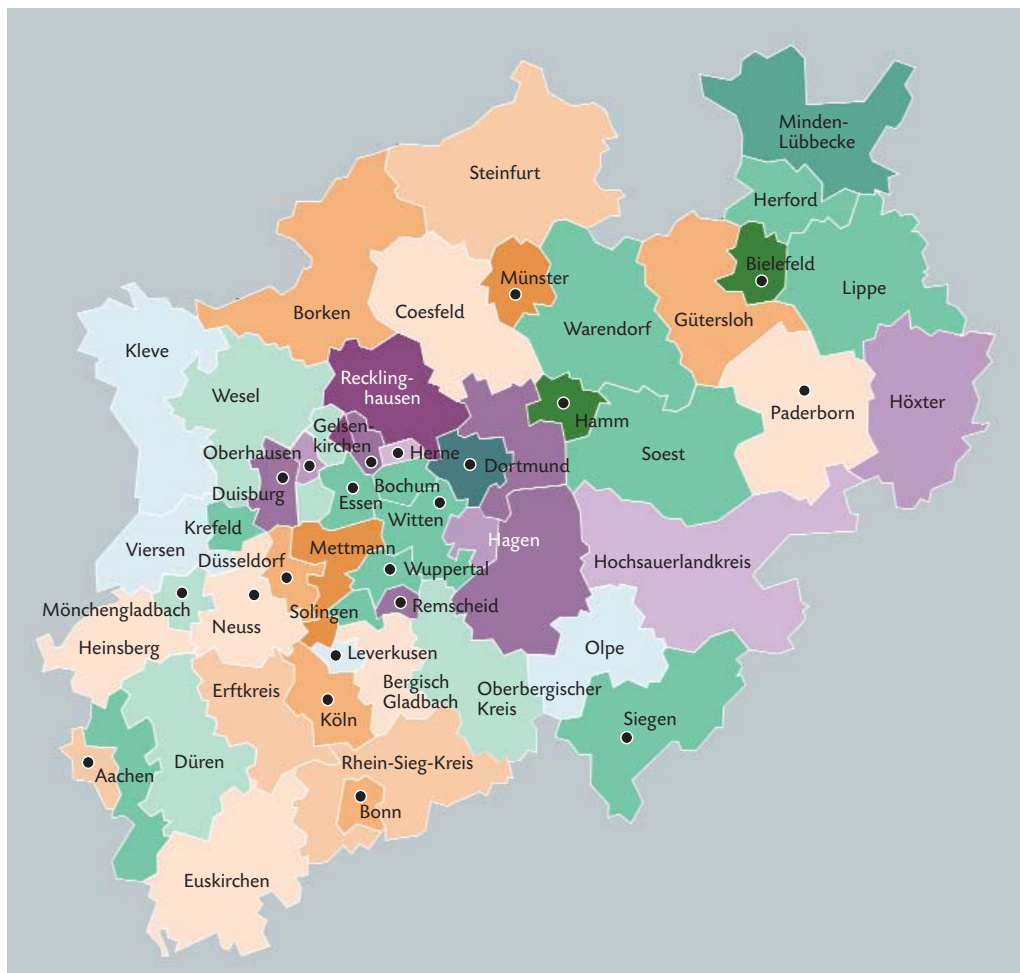 Minden-
Lübbecke
Steinfurt
Herford
Bielefeld
Münster
Lippe
Borken
Coesfeld
Gütersloh
Warendorf
Kleve
Reckling-
hausen
Wesel
Höxter
Paderborn
Hamm
Gelsen-
kirchen
Oberhausen
Herne
Soest
Dortmund
Duisburg
Bochum
Essen
Witten
Krefeld
Hagen
Viersen
Mettmann
Düsseldorf
Hochsauerlandkreis
Wuppertal
Mönchengladbach
Solingen
Remscheid
Neuss
Heinsberg
Leverkusen
Olpe
Bergisch
Gladbach
Erftkreis
Oberbergischer
Kreis
Köln
Siegen
Düren
Rhein-Sieg-Kreis
Aachen
Bonn
Euskirchen